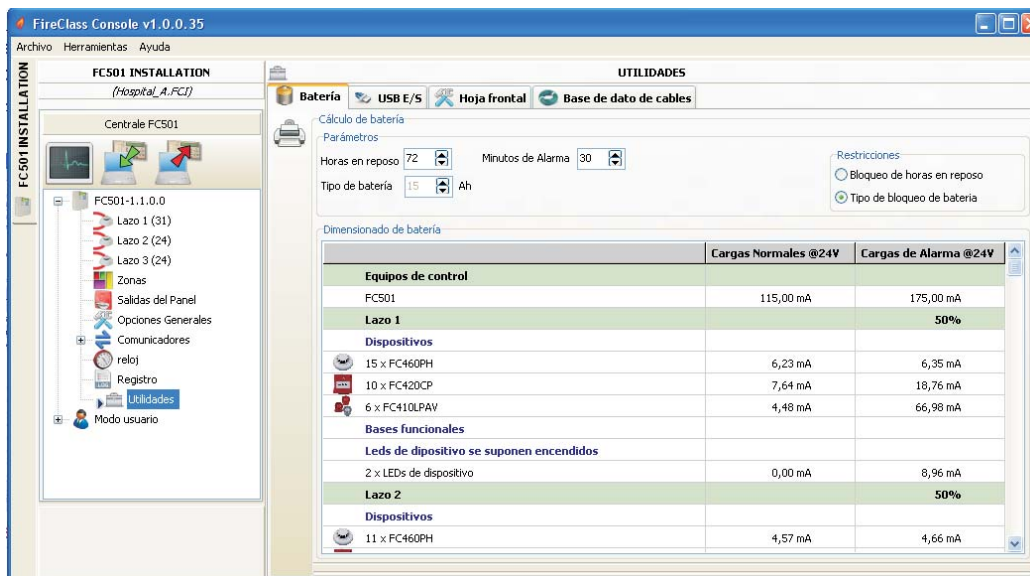 FireClass Console v1.0.0.35
Archivo Herramientas Ayuda
FC501 INSTALLATION
FC501 INSTALLATION
(Hospital_A.FCI)
Centrale FC501
FC501-1.1.0.0
Lazo 1 (31)
Lazo 2 (24)
Lazo 3 (24)
Zonas
Salidas del Panel
Opciones Generales
Comunicadores
reloj
Registro
Utilidades
Modo usuario
UTILIDADES
Batería USB E/S Hoja frontal Base de dato de cables
Cálculo de batería
Parámetros
Horas en reposo 72 Minutos de Alarma 30
Tipo de batería 15 Ah
Restricciones
Bloqueo de horas en reposo
Tipo de bloqueo de bateria
Dimensionado de batería
Cargas Normales @24V Cargas de Alarma @24V
Equipos de control
FC501 115,00 mA 175,00 mA
Lazo 1 50%
Dispositivos
15 x FC460PH 6,23 mA 6,35 mA
10 x FC420CP 7,64 mA 18,76 mA
6 x FC410LPAV 4,48 mA 66,98 mA
Bases funcionales
Leds de dipositivo se suponen encendidos
2 x LEDs de dispositivo 0,00 mA 8,96 mA
Lazo 2 50%
Dispositivos
11 x FC460PH 4,57 mA 4,66 mA